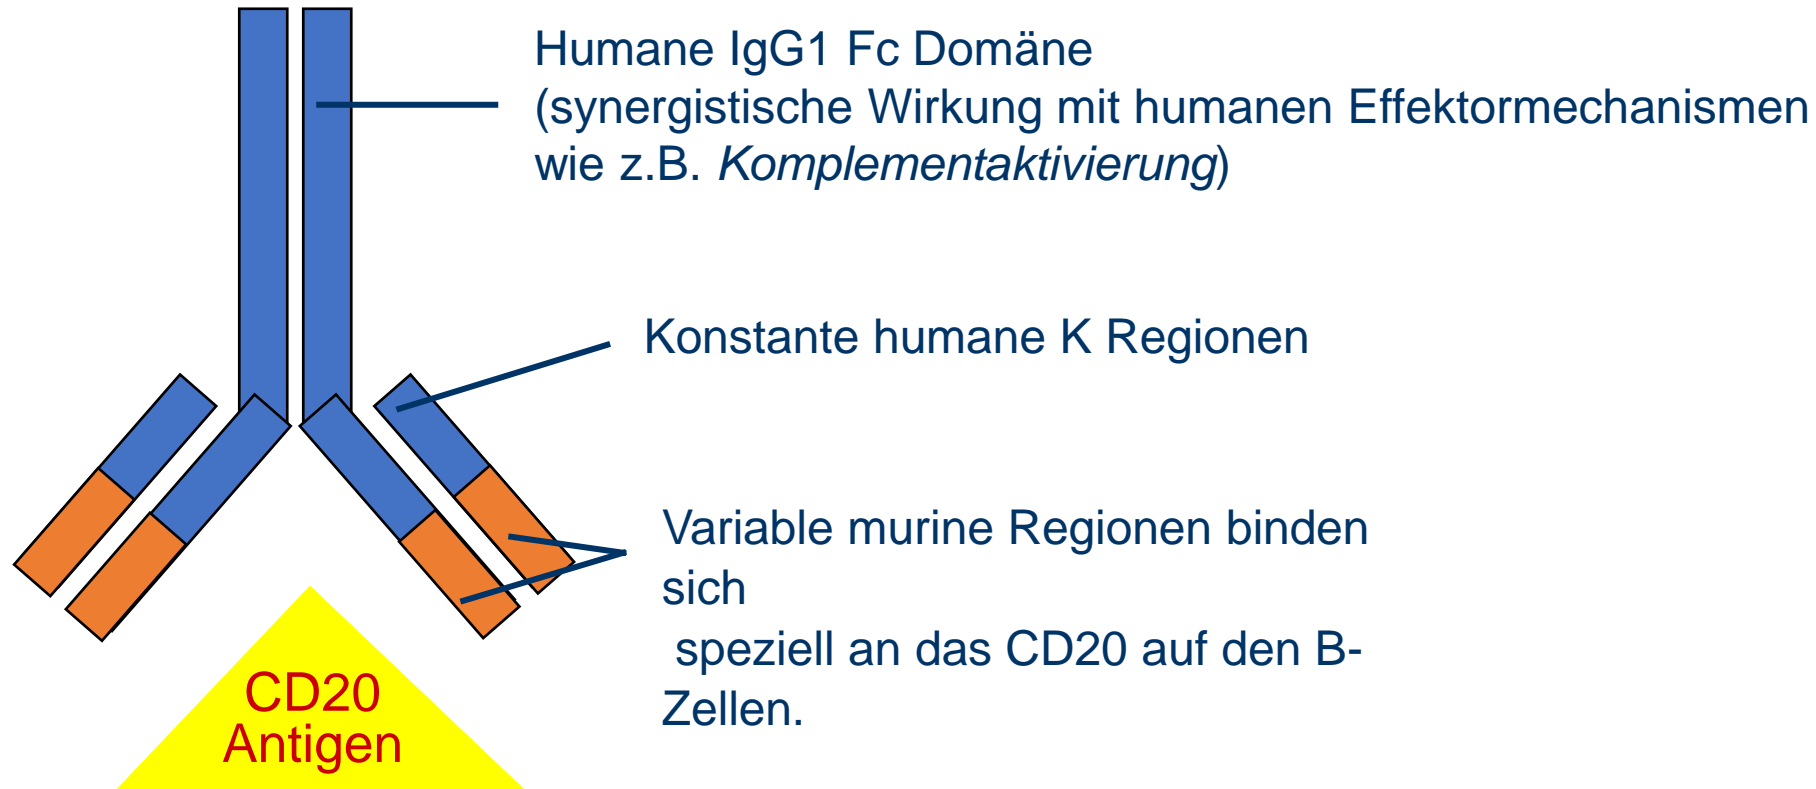 Humane IgG1 Fc Domäne
(synergistische Wirkung mit humanen Effektormechanismen
wie z.B. Komplementaktivierung)
Konstante humane K Regionen
Variable murine Regionen binden
sich
speziell an das CD20 auf den B-
Zellen.
CD20
Antigen